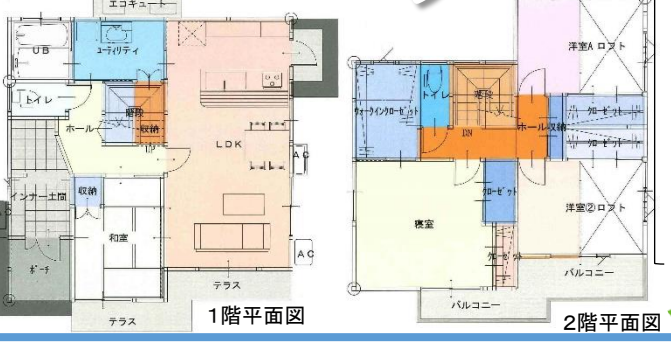 エコキュート
UB
ユーティリティ
トイレ
ホール
階段
収納
UP
LDK
AC
インナー土間
収納
和室
ポーチ
AC
テラス
テラス
1階平面図
洋室A ロフト
ウォークインクローゼット
トイレ
階段
DN
ホール
収納
クローゼット
クローゼット
クローゼット
寝室
洋室② ロフト
クローゼット
バルコニー
バルコニー
2階平面図